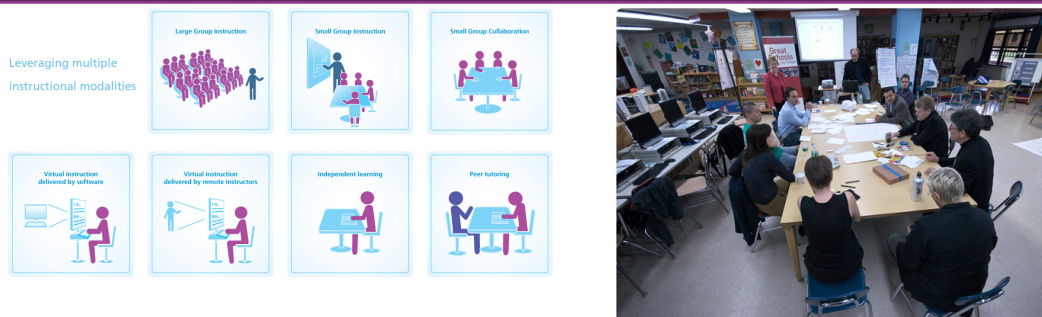 Leveraging multiple
instructional modalities
Large Group Instruction
Small Group Instruction
Small Group Collaboration
Virtual instruction
delivered by software
Virtual instruction
delivered by remote instructors
Independent learning
Peer tutoring
Great
Schools